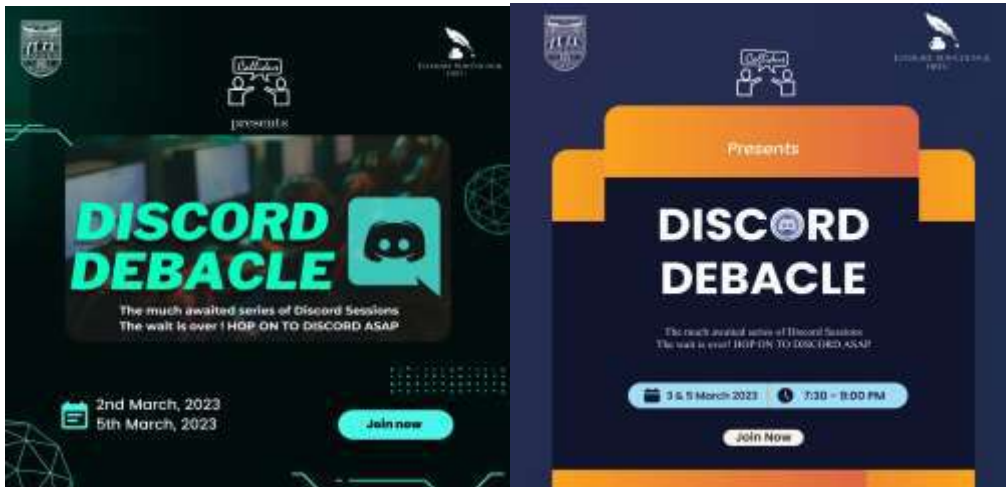 presents
DISCORD
DEBACLE
The much awaited series of Discord Sessions
The wait is over ! HOP ON TO DISCORD ASAP
2nd March, 2023
5th March, 2023
Join now
Presents
DISCORD
DEBACLE
The much awaited series of Discord Sessions
The wait is over! HOP ON TO DISCORD ASAP
3 & 5 March 2023
7:30 - 9:00 PM
Join Now